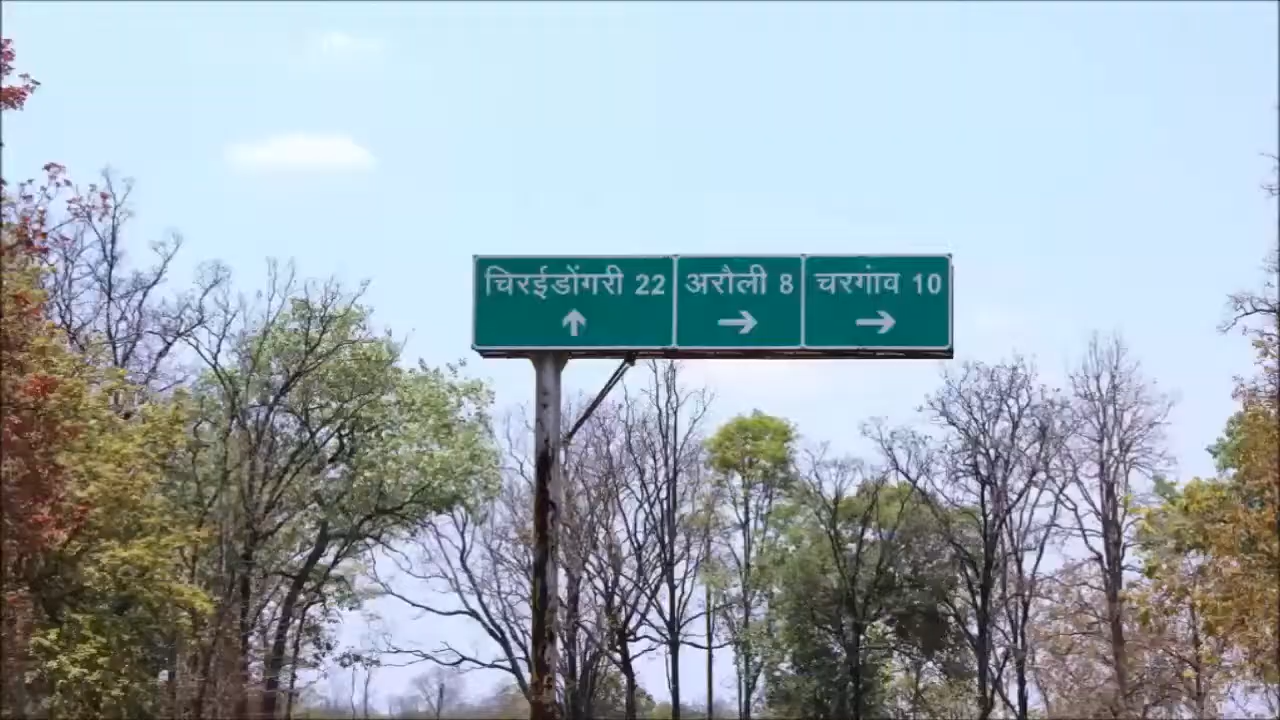 चिरईडोंगरी 22
↑
अरौली 8
→
चरगांव 10
→